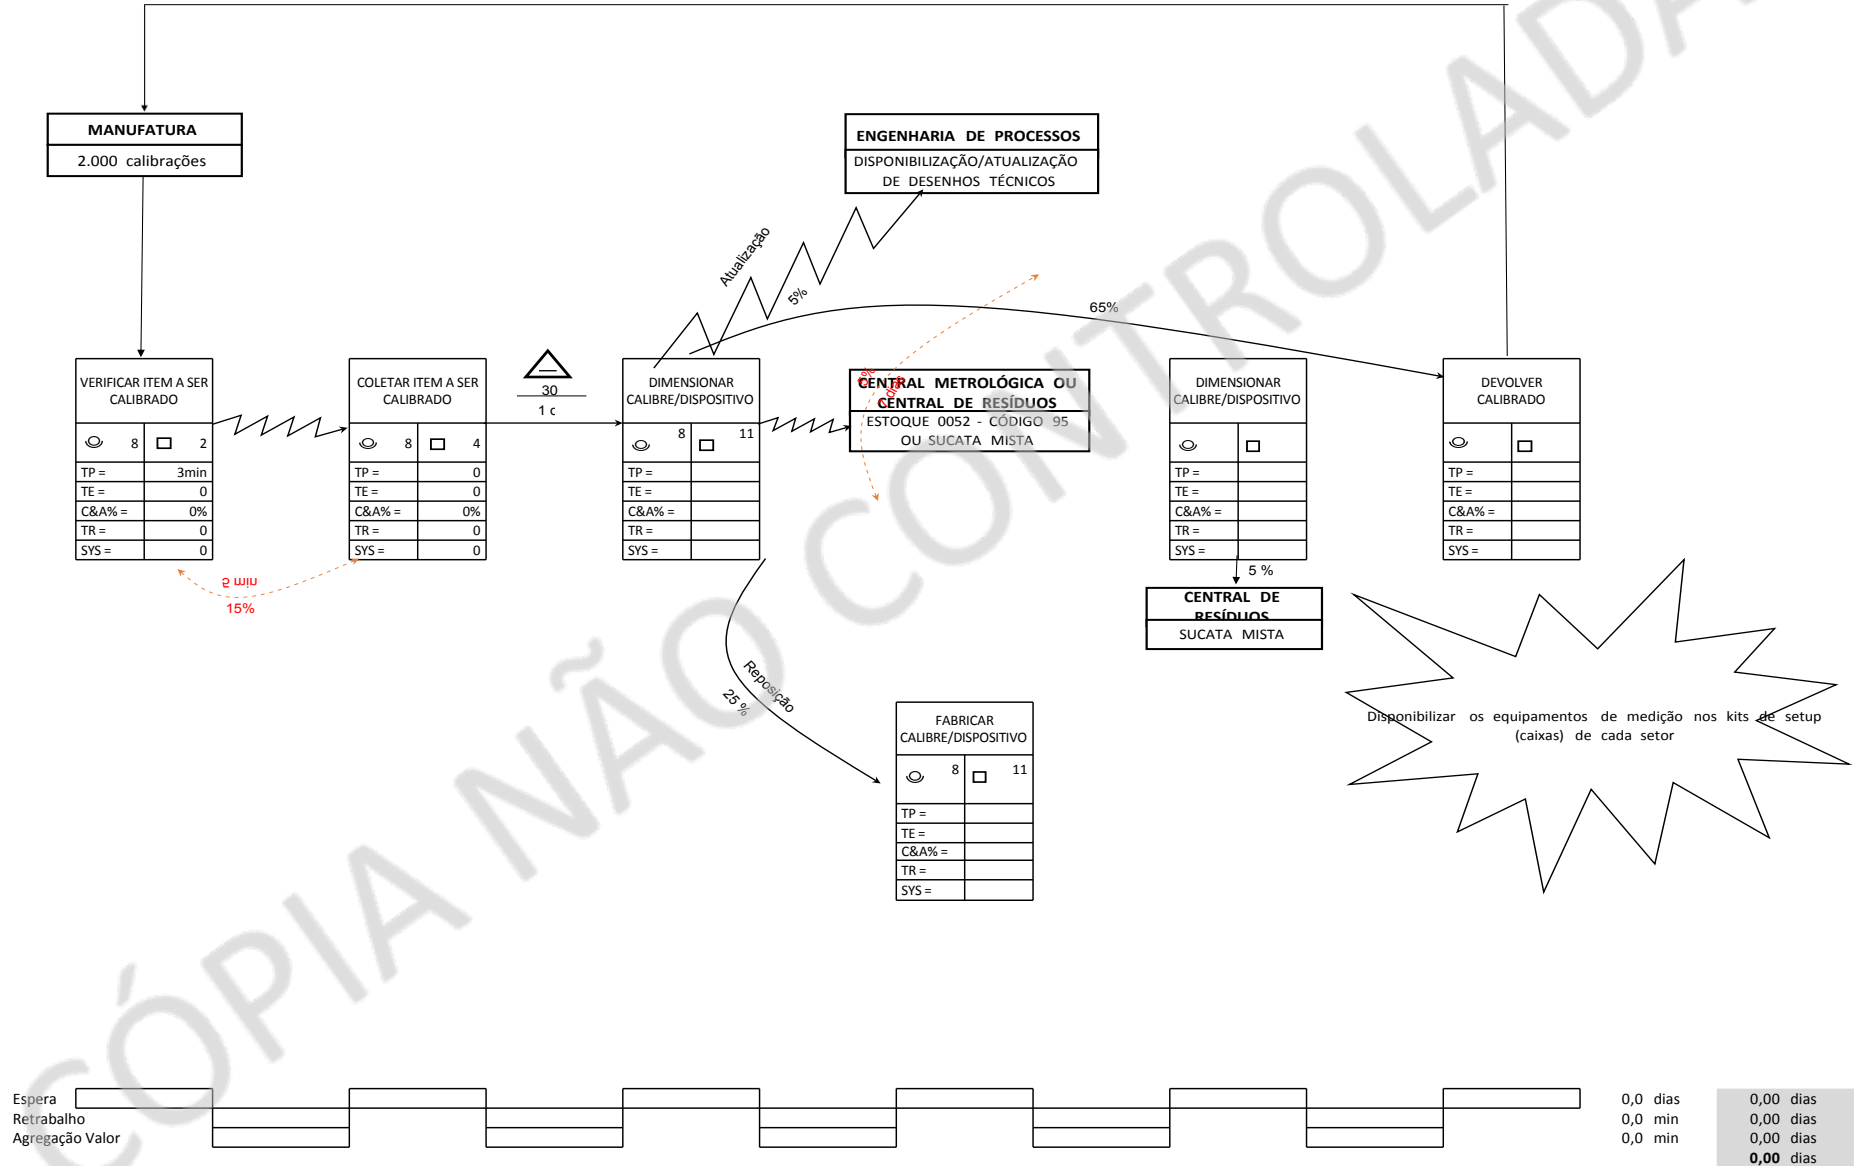 MANUFATURA
2.000 calibrações
ENGENHARIA DE PROCESSOS
DISPONIBILIZAÇÃO/ATUALIZAÇÃO
DE DESENHOS TÉCNICOS
Atualização
5%
65%
VERIFICAR ITEM A SER
CALIBRADO
8 2
TP = 3min
TE = 0
C&A% = 0%
TR = 0
SYS = 0
5 min
15%
COLETAR ITEM A SER
CALIBRADO
8 4
TP = 0
TE = 0
C&A% = 0%
TR = 0
SYS = 0
30
1 c
DIMENSIONAR
CALIBRE/DISPOSITIVO
8 11
TP =
TE =
C&A% =
TR =
SYS =
CENTRAL METROLÓGICA OU
CENTRAL DE RESÍDUOS
ESTOQUE 0052 - CÓDIGO 95
OU SUCATA MISTA
5%
dias
DIMENSIONAR
CALIBRE/DISPOSITIVO
TP =
TE =
C&A% =
TR =
SYS =
5 %
CENTRAL DE
RESÍDUOS
SUCATA MISTA
DEVOLVER
CALIBRADO
TP =
TE =
C&A% =
TR =
SYS =
Reposição
25 %
FABRICAR
CALIBRE/DISPOSITIVO
8 11
TP =
TE =
C&A% =
TR =
SYS =
Disponibilizar os equipamentos de medição nos kits de setup
(caixas) de cada setor
Espera 0,0 dias 0,00 dias
Retrabalho 0,0 min 0,00 dias
Agregação Valor 0,0 min 0,00 dias
0,00 dias
CÓPIA NÃO CONTROLADA